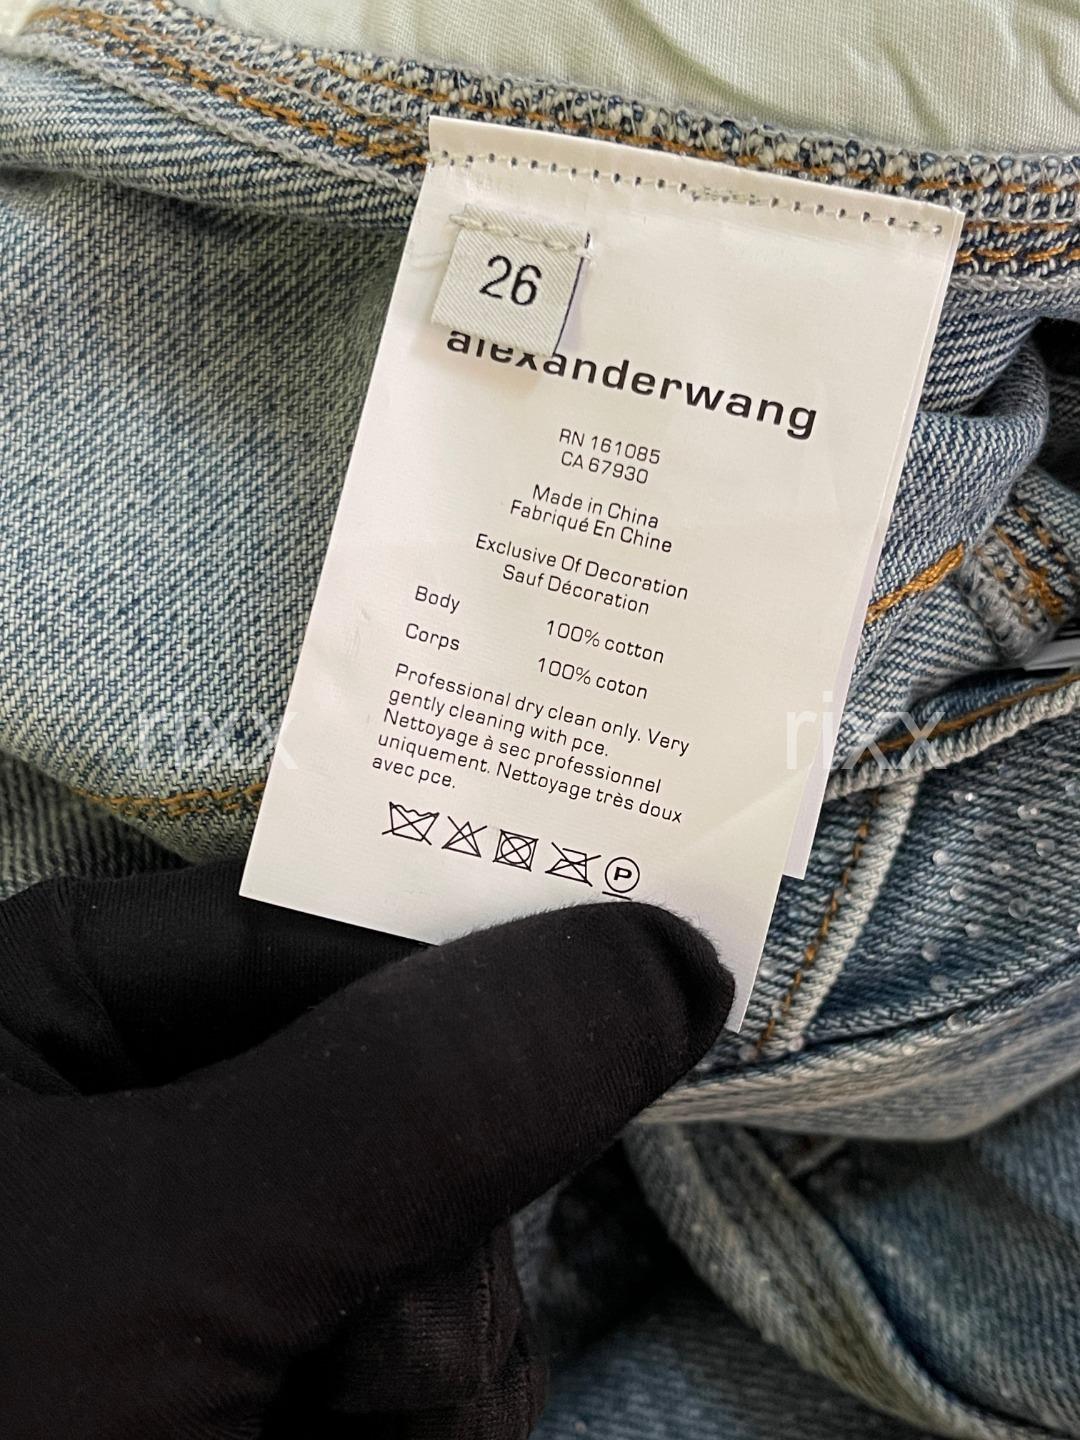 26
alexanderwang
RN 161085
CA 67930
Made in China
Fabriqué En Chine
Exclusive Of Decoration
Sauf Décoration
Body 100% cotton
Corps 100% coton
Professional dry clean only. Very
gently cleaning with pce.
Nettoyage à sec professionnel
uniquement. Nettoyage très doux
avec pce.
P
rixx rixx